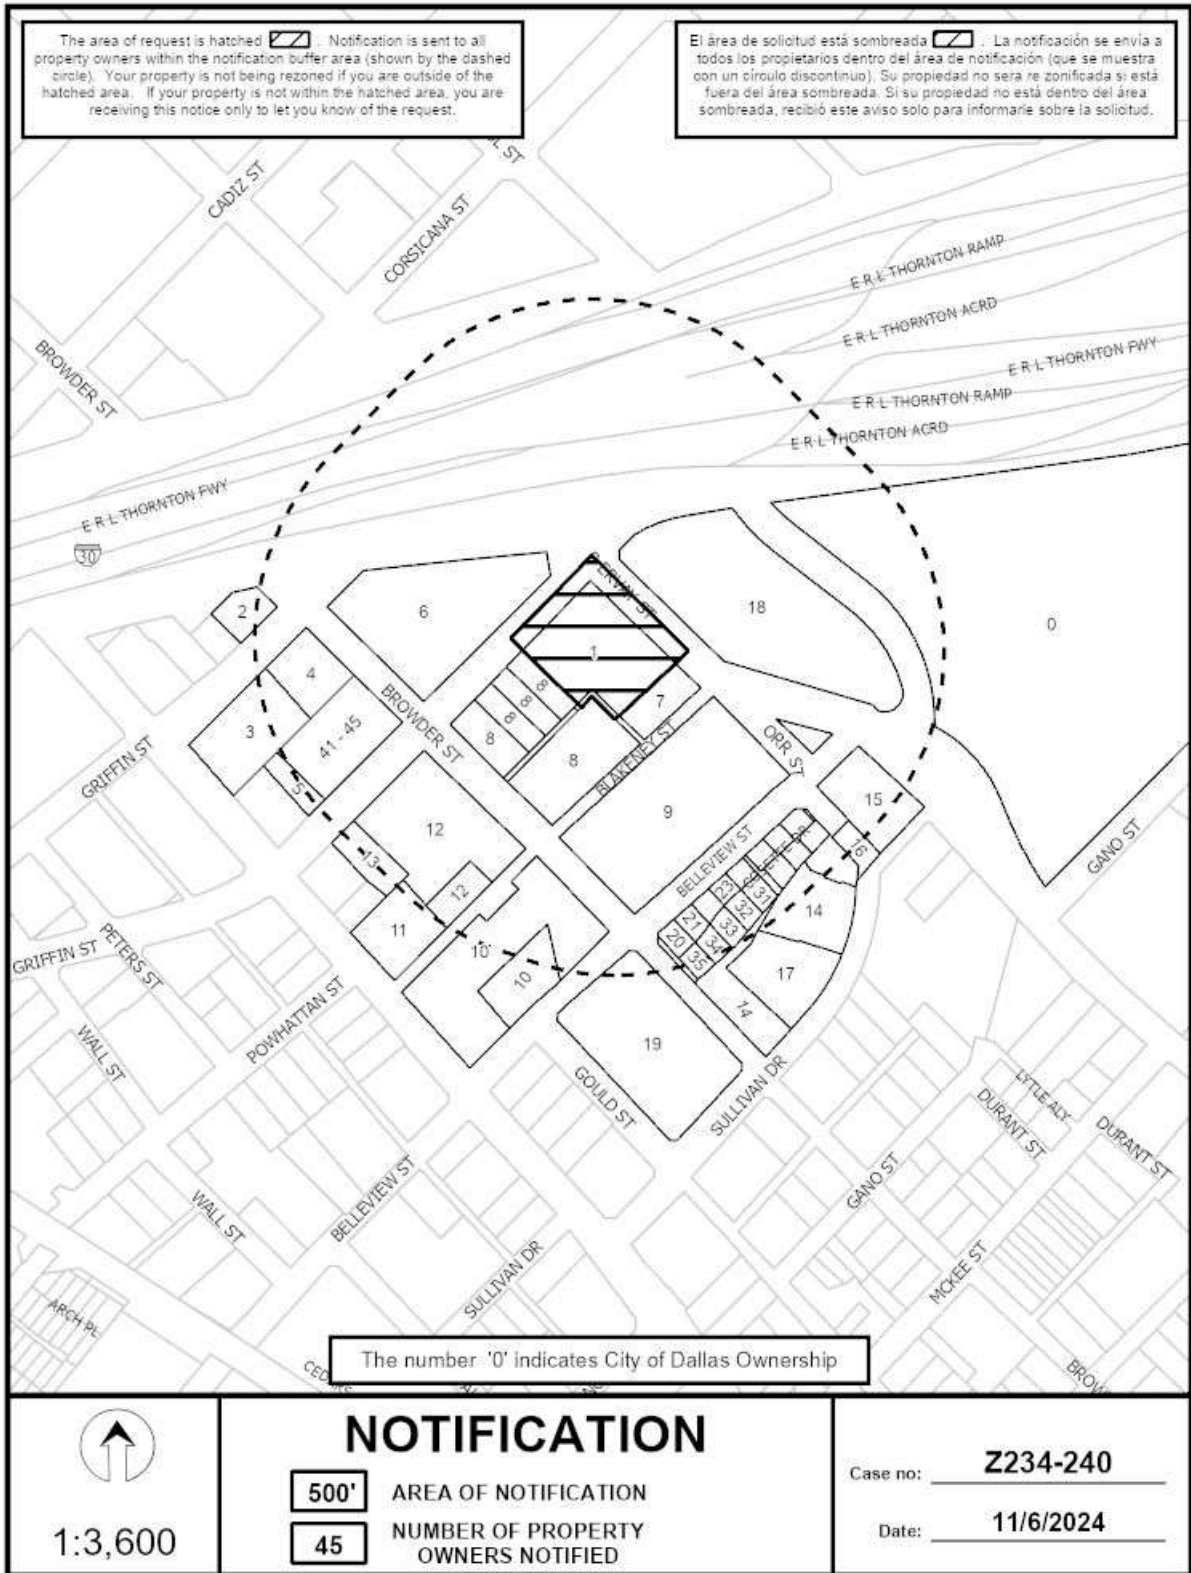 The area of request is hatched . Notification is sent to all
property owners within the notification buffer area (shown by the dashed
circle). Your property is not being rezoned if you are outside of the
hatched area. If your property is not within the hatched area, you are
receiving this notice only to let you know of the request.
El área de solicitud está sombreada . La notificación se envía a
todos los propietarios dentro del área de notificación (que se muestra
con un círculo discontinuo). Su propiedad no sera re zonificada si está
fuera del área sombreada. Si su propiedad no está dentro del área
sombreada, recibió este aviso solo para informarle sobre la solicitud.
CADIZ ST
CORSICANA ST
E R L THORNTON RAMP
E R L THORNTON ACRD
E R L THORNTON FWY
BROWDER ST
E R L THORNTON RAMP
E R L THORNTON ACRD
E R L THORNTON FWY
30
2
6
18
0
1
4
8
8
8
7
3
BROWDER ST
41 - 45
8
8
BLAKENEY ST
ORR ST
GRIFFIN ST
5
9
15
12
13
BELLEVIEW ST
16
GANO ST
12
23
31
32
14
21
33
20
34
35
11
10
10
17
14
GRIFFIN ST
PETERS ST
WALL ST
POWHATTAN ST
19
GOULD ST
SULLIVAN DR
LYTLE ALY
DURANT ST
DURANT ST
GANO ST
BELLEVIEW ST
WALL ST
SULLIVAN DR
MCKEE ST
ARCH PL
The number '0' indicates City of Dallas Ownership
1:3,600
NOTIFICATION
500' AREA OF NOTIFICATION
45 NUMBER OF PROPERTY
OWNERS NOTIFIED
Case no: Z234-240
Date: 11/6/2024